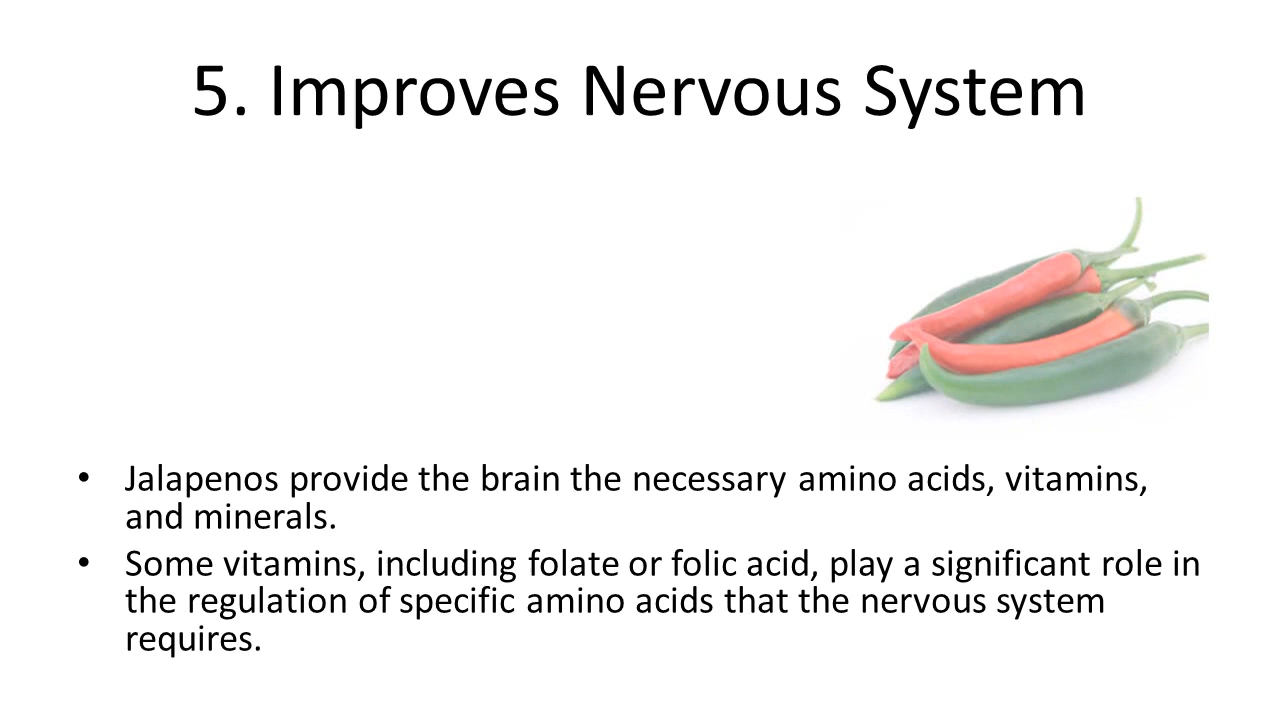 5. Improves Nervous System
• Jalapenos provide the brain the necessary amino acids, vitamins,
and minerals.
• Some vitamins, including folate or folic acid, play a significant role in
the regulation of specific amino acids that the nervous system
requires.